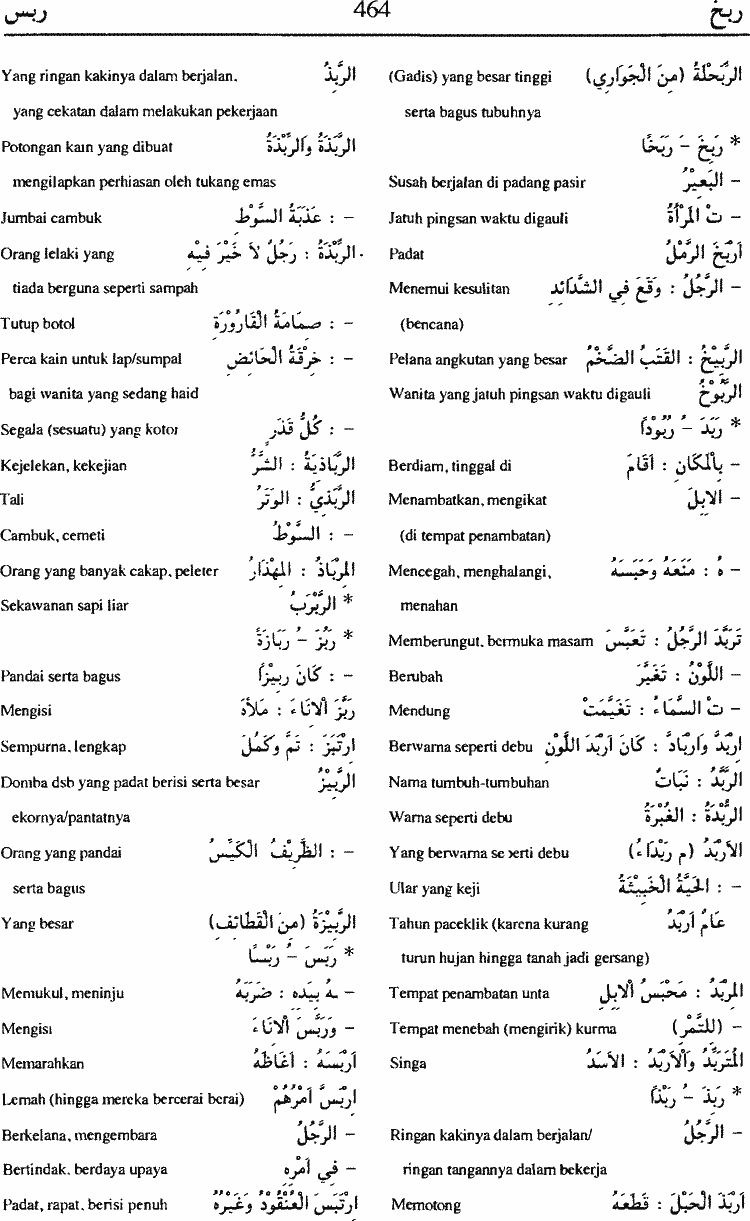 ربس 464 ربخ
(Gadis) yang besar tinggi الرَّبَحْلَةُ (مِنَ الْجَوَارِي)
serta bagus tubuhnya
* رَبِخَ – َ رَبَخًا
Susah berjalan di padang pasir – الْبَعِيْرُ
Jatuh pingsan waktu digauli – تْ الْمَرْأَةُ
Padat أَرْبَخَ الرَّمْلُ
Menemui kesulitan – الرَّجُلُ : وَقَعَ فِي الشَّدَائِدِ
(bencana)
Pelana angkutan yang besar الرَّبِيْخُ : القَتَبُ الضَّخْمُ
Wanita yang jatuh pingsan waktu digauli الرَّبُوْخُ
* رَبَدَ – ُ رُبُوْدًا
Berdiam, tinggal di – بِالْمَكَانِ : أَقَامَ
Menambatkan, mengikat – الاِبِلَ
(di tempat penambatan)
Mencegah, menghalangi, – هُ : مَنَعَهُ وَحَبَسَهُ
menahan
Memberungut, bermuka masam تَرَبَّدَ الرَّجُلُ : تَعَبَّسَ
Berubah – اللَّوْنُ : تَغَيَّرَ
Mendung – تْ السَّمَاءُ : تَغَيَّمَتْ
Berwarna seperti debu اِرْبَدَّ وَارْبَادَّ : كَانَ أَرْبَدَ اللَّوْنِ
Nama tumbuh-tumbuhan الرَّبْدُ : نَبَاتٌ
Warna seperti debu الرُّبْدَةُ : الغُبْرَةُ
Yang berwarna seperti debu الْأَرْبَدُ (م رَبْدَاءُ)
Ular yang keji – : الْحَيَّةُ الْخَبِيْثَةُ
Tahun paceklik (karena kurang عَامٌ أَرْبَدُ
turun hujan hingga tanah jadi gersang)
Tempat penambatan unta المِرْبَدُ : مَحْبِسُ الْأَبِلِ
Tempat menebah (mengirik) kurma – (لِلتَّمْرِ)
Singa الْمُتَرَبِّدُ وَالْأَرْبَدُ : الْأَسَدُ
* رَبِذَ – َ رَبَذًا
Ringan kakinya dalam berjalan/ – الرَّجُلُ
ringan tangannya dalam bekerja
Memotong أَرْبَذَ الْحَبْلَ : قَطَعَهُ
Yang ringan kakinya dalam berjalan. الرَّبِذُ
yang cekatan dalam melakukan pekerjaan
Potongan kain yang dibuat الرَّبَذَةُ وَالرِّبْذَةُ
mengilapkan perhiasan oleh tukang emas
Jumbai cambuk – : عَذَبَةُ السَّوْطِ
Orang lelaki yang الرِّبْذَةُ : رَجُلٌ لاَ خَيْرَ فِيْهِ
tiada berguna seperti sampah
Tutup botol – : صِمَامَةُ الْقَارُوْرَةِ
Perca kain untuk lap/sumpal – : خِرْقَةُ الْحَائِضِ
bagi wanita yang sedang haid
Segala (sesuatu) yang kotor – : كُلُّ قَذَرٍ
Kejelekan, kekejian الرَّبَاذِيَةُ : الشَّرُّ
Tali الرَّبَذِيُّ : الوَتَرُ
Cambuk, cemeti – : السَّوْطُ
Orang yang banyak cakap, peleter المِرْبَاذُ : المِهْذَارُ
Sekawanan sapi liar * الرَّبْرَبُ
* رَبُزَ – ُ رَبَازَةً
Pandai serta bagus – : كَانَ رَبِيْزًا
Mengisi رَبَّزَ الْإِنَاءَ : مَلأَهُ
Sempurna, lengkap اِرْتَبَزَ : تَمَّ وَكَمُلَ
Domba dsb yang padat berisi serta besar الرَّبِيْزُ
ekornya/pantatnya
Orang yang pandai – : الظَّرِيْفُ الْكَيِّسُ
serta bagus
Yang besar الرَّبِيْزَةُ (مِنَ الْقَطَائِفِ)
* رَبَسَ – ُ رَبْسًا
Memukul, meninju – ـهُ بِيَدِهِ : ضَرَبَهُ
Mengisi – وَرَبَّسَ الْأَنَاءَ
Memarahkan أَرْبَسَهُ : أَغَاظَهُ
Lemah (hingga mereka bercerai berai) اِرْبَسَّ أَمْرُهُمْ
Berkelana, mengembara – الرَّجُلُ
Bertindak, berdaya upaya – فِي أَمْرِهِ
Padat, rapat, berisi penuh اِرْتَبَسَ الْعُنْقُوْدُ وَغَيْرُهُ